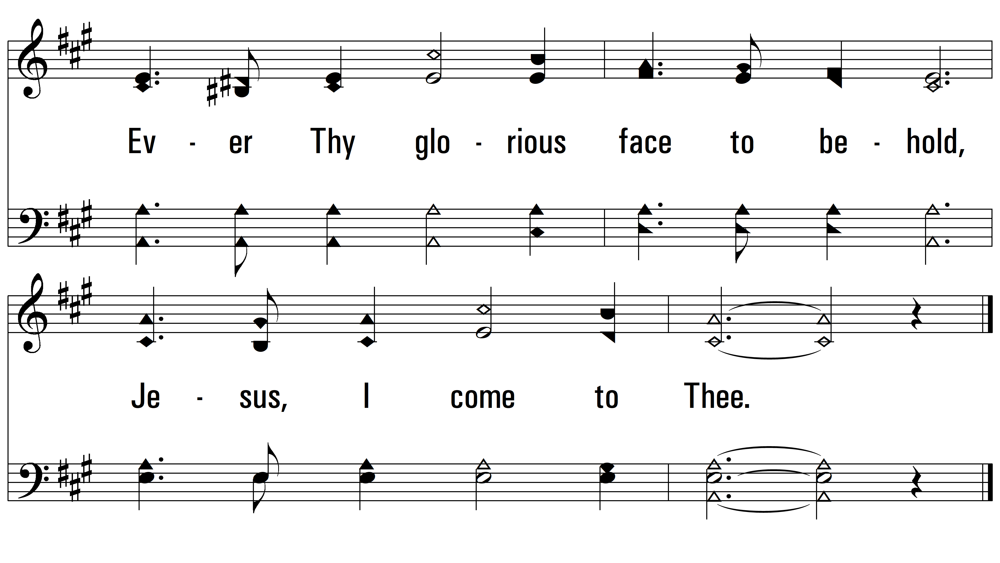 Ev - er Thy glo - rious face to be - hold,
Je - sus, I come to Thee.